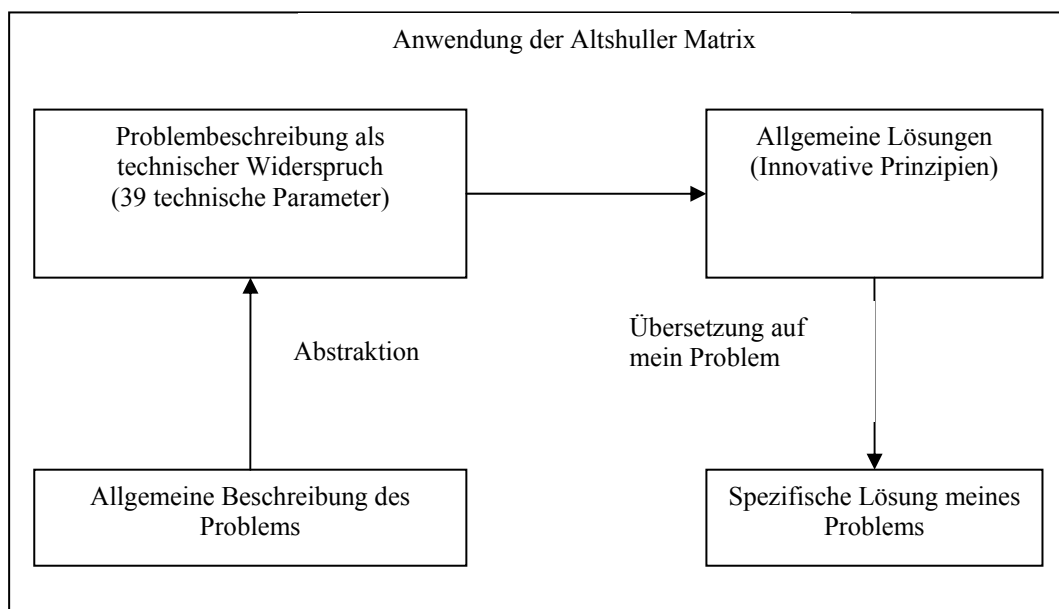 Anwendung der Altshuller Matrix
Problembeschreibung als
technischer Widerspruch
(39 technische Parameter)
Allgemeine Lösungen
(Innovative Prinzipien)
Abstraktion
Übersetzung auf
mein Problem
Allgemeine Beschreibung des
Problems
Spezifische Lösung meines
Problems